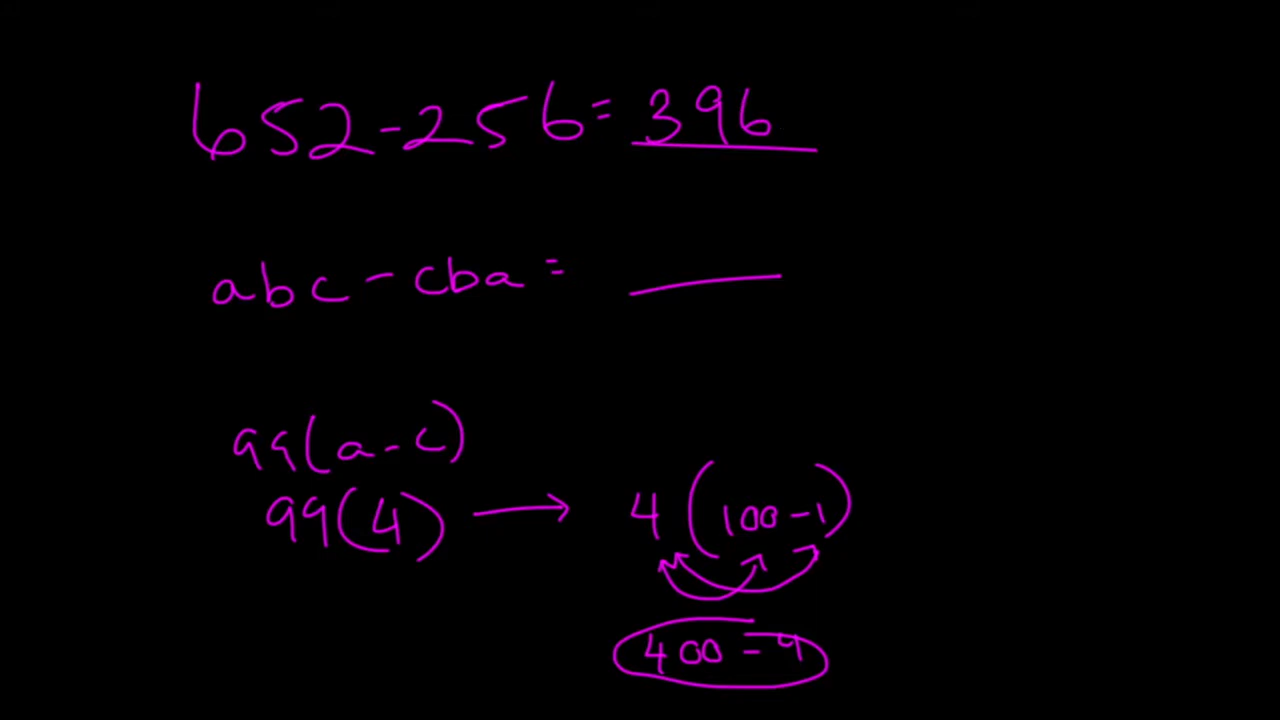 652-256=396
abc-cba=
99(a-c)
99(4) → 4(100-1)
400-4